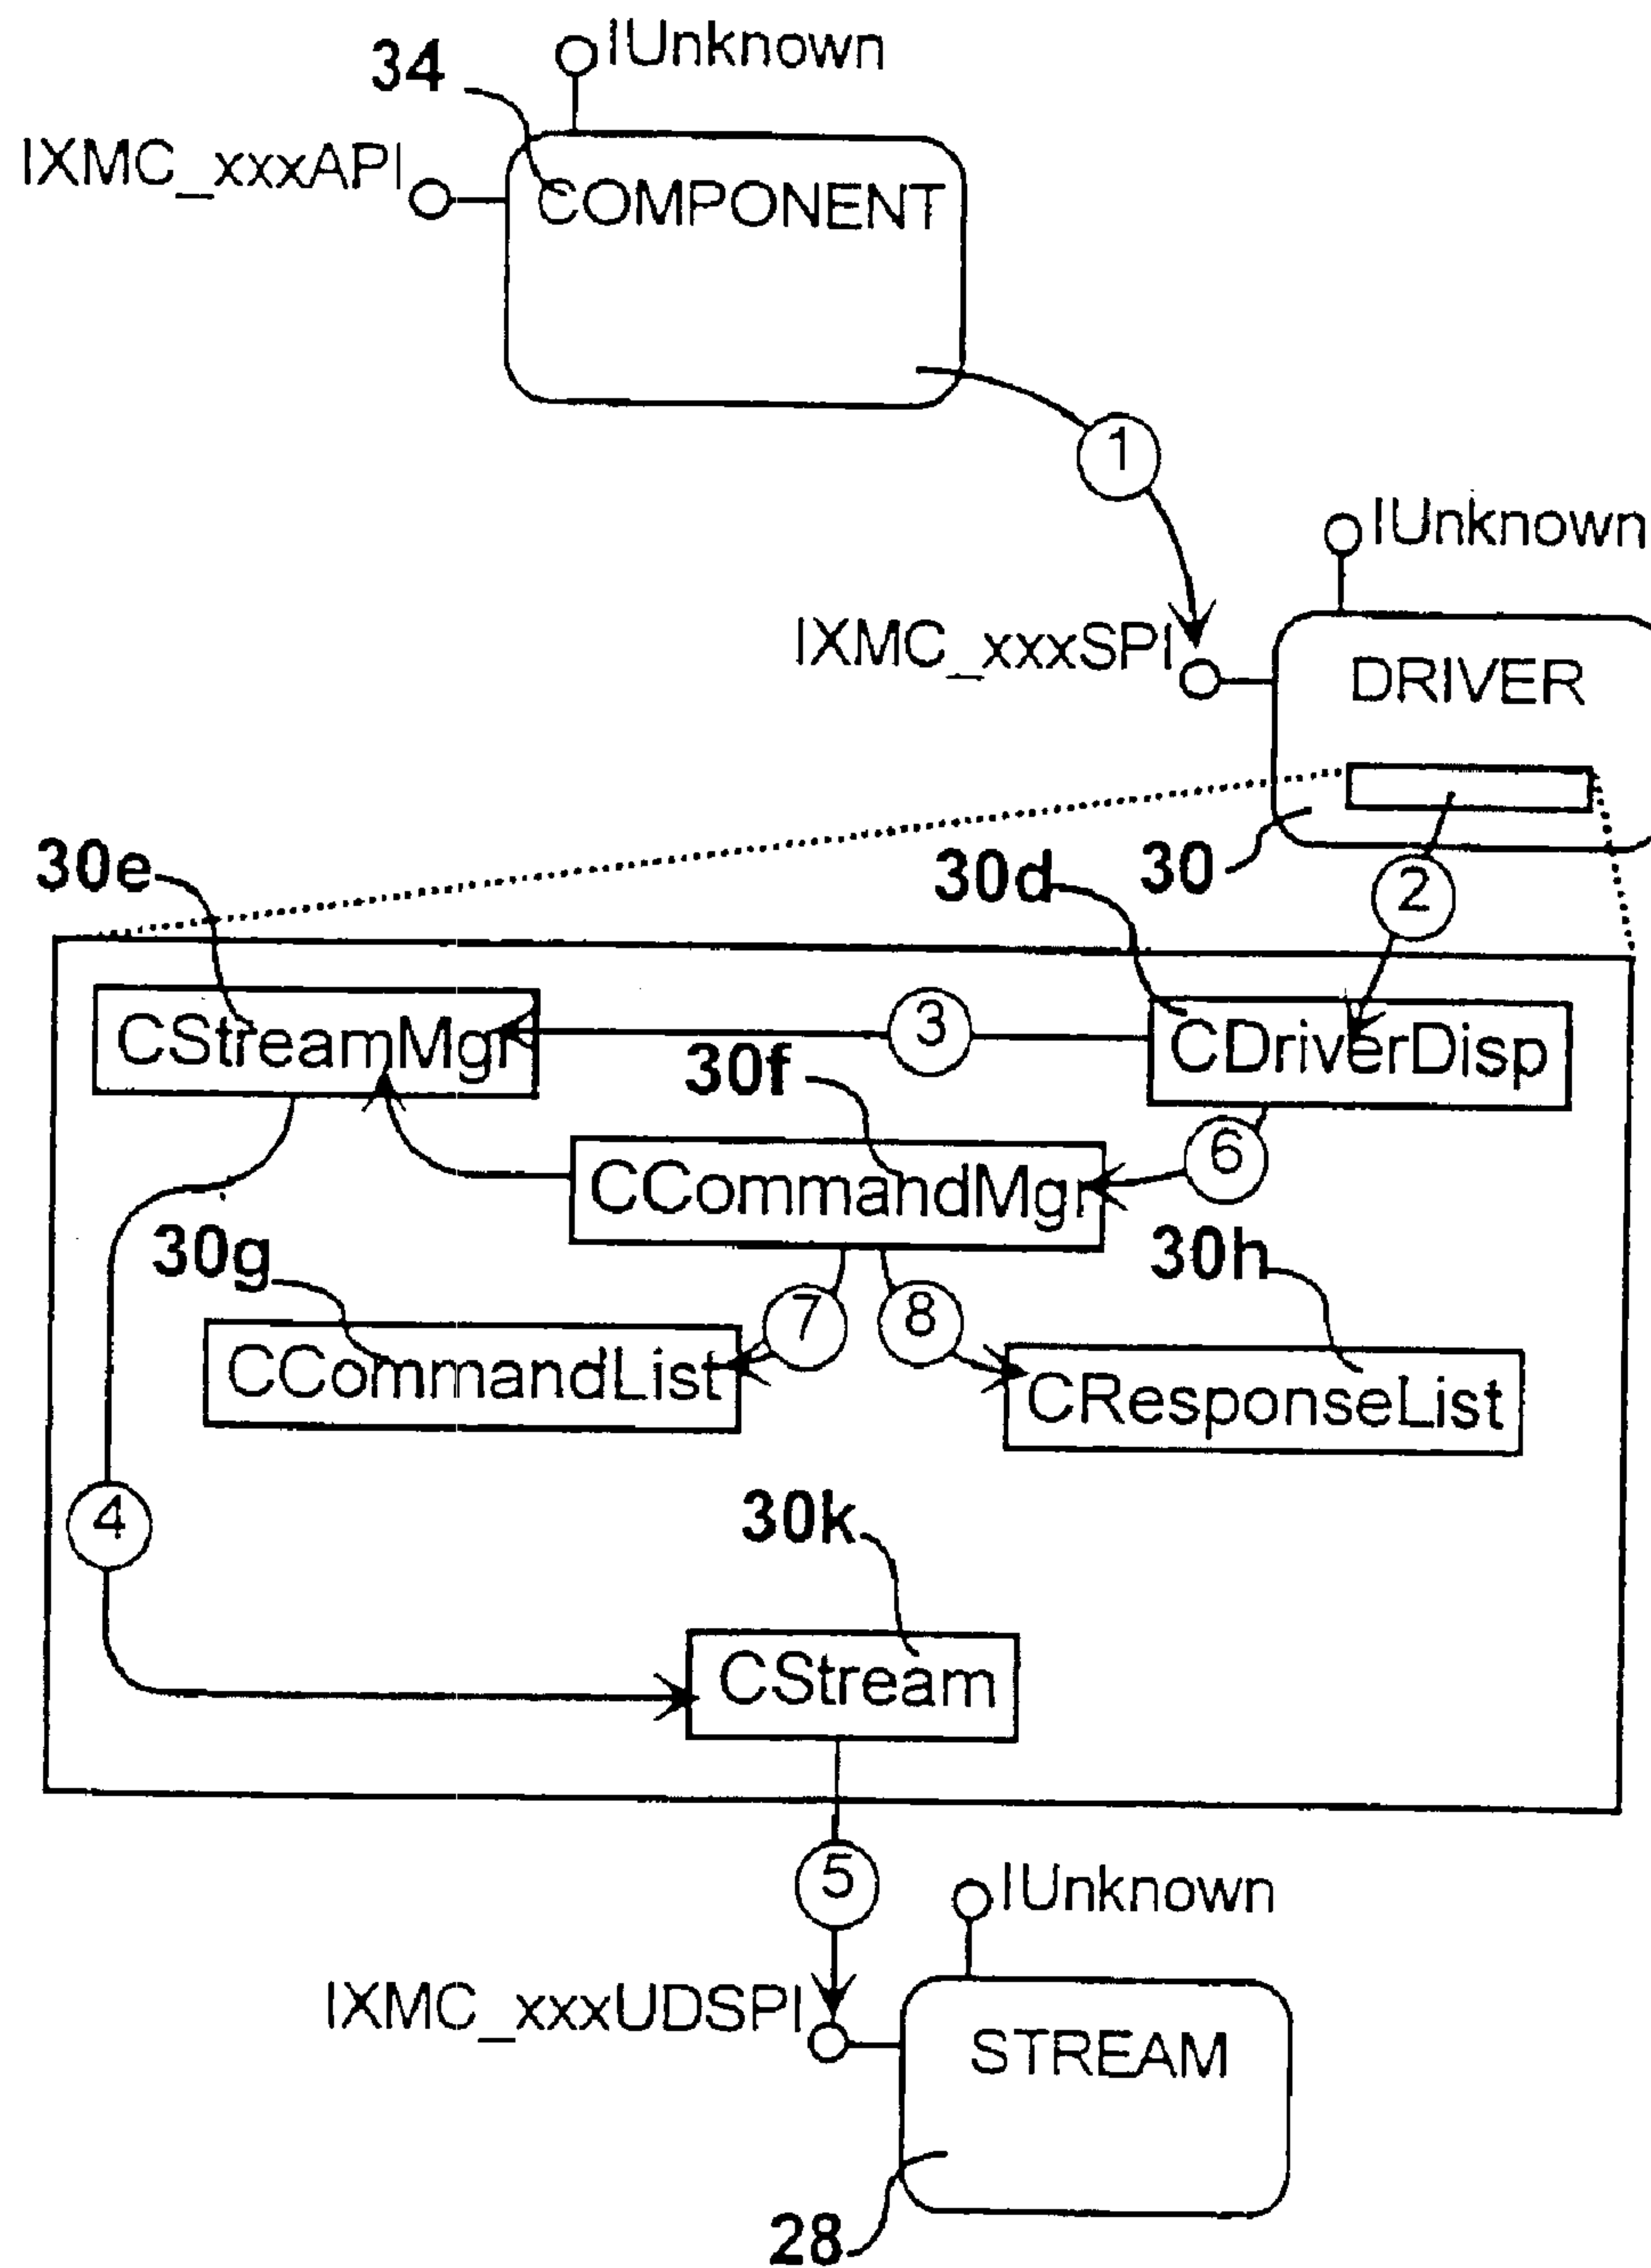 IUnknown
34
IXMC_xxxAPI
COMPONENT
1
IUnknown
IXMC_xxxSPI
DRIVER
30
2
30e
30d
CStreamMgr
3
CDriverDisp
30f
6
CCommandMgr
30g
30h
7
8
CCommandList
CResponseList
4
30k
CStream
5
IUnknown
IXMC_xxxUDSPI
STREAM
28